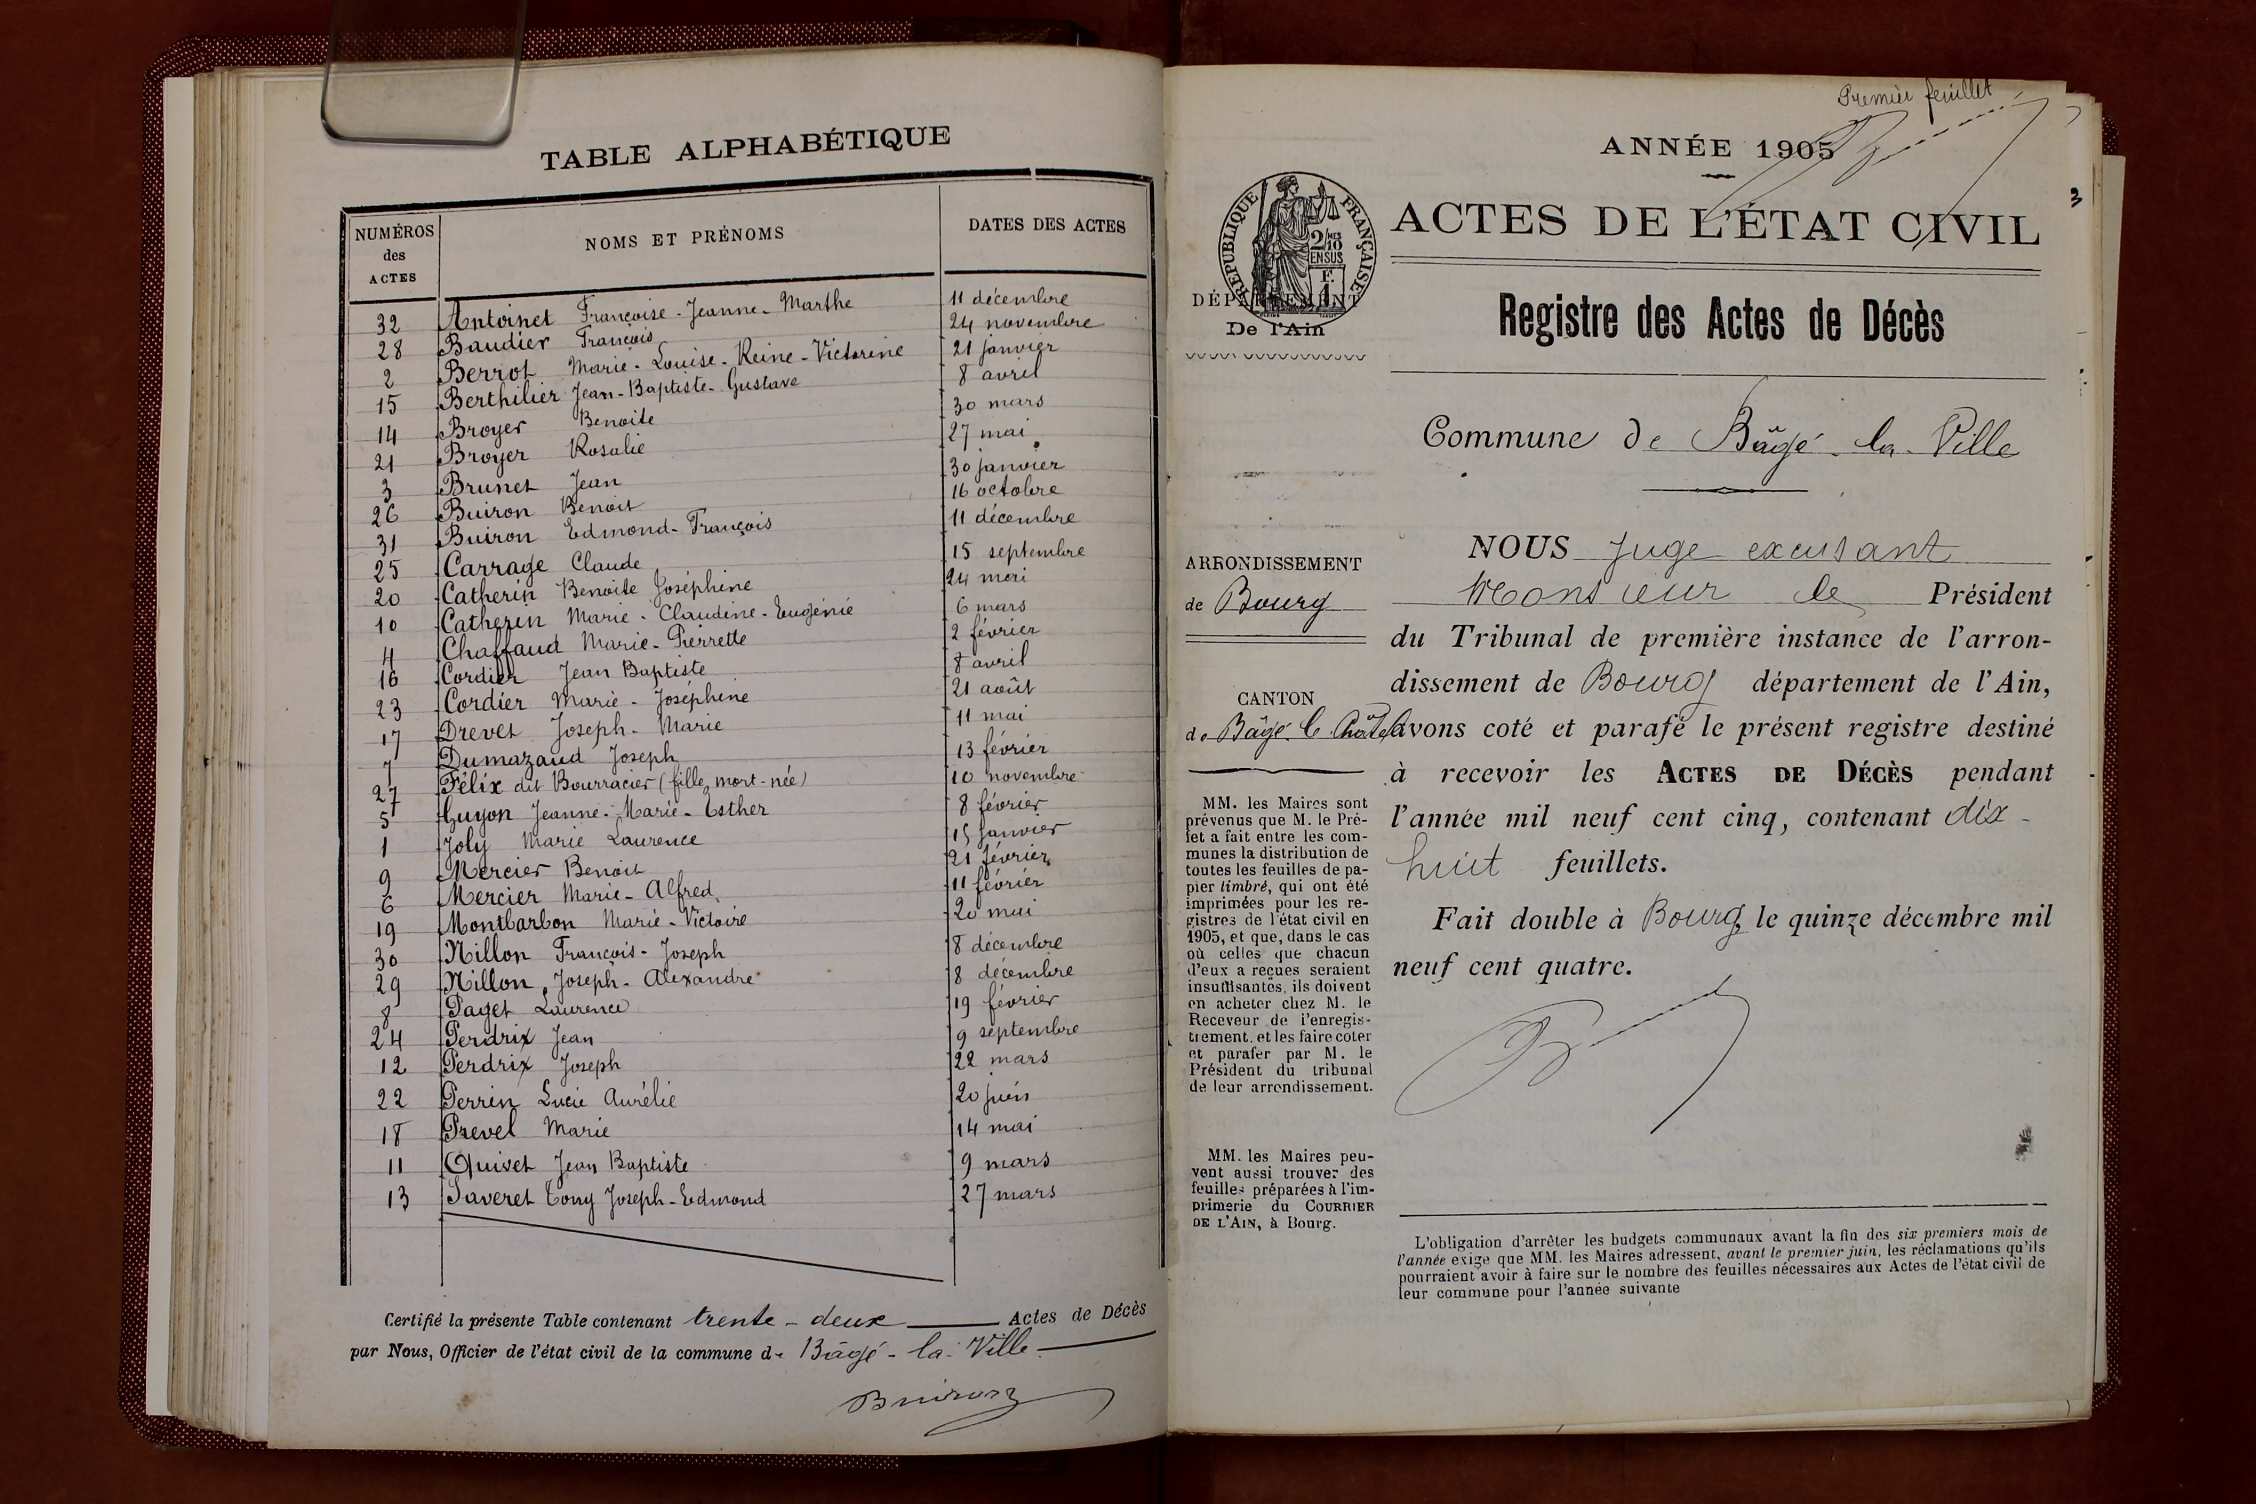 TABLE ALPHABÉTIQUE
NUMÉROS des ACTES NOMS ET PRÉNOMS DATES DES ACTES
32 Antoinet Françoise-Jeanne-Marthe 11 décembre
28 Baudier François 24 novembre
2 Berrot Marie-Louise-Reine-Victorine 21 janvier
15 Berthilier Jean-Baptiste-Gustave 8 avril
14 Broyer Benoite 30 mars
21 Broyer Rosalie 27 mai
3 Brunet Jean 30 janvier
26 Buiron Benoit 16 octobre
31 Buiron Edmond-François 11 décembre
25 Carrage Claude 15 septembre
20 Catherin Benoite Joséphine 24 mai
10 Catherin Marie-Claudine-Eugénie 6 mars
4 Chaffaud Marie-Pierrette 2 février
16 Cordier Jean Baptiste 8 avril
23 Cordier Marie-Joséphine 21 août
17 Drevet Joseph-Marie 11 mai
7 Dumazaud Joseph 13 février
27 Félix dit Bourracier (fille mort-née) 10 novembre
5 Guyon Jeanne-Marie-Esther 8 février
1 Joly Marie Laurence 15 janvier
9 Mercier Benoit 21 février
6 Mercier Marie-Alfred 11 février
19 Montbarbon Marie-Victoire 20 mai
30 Nillon François-Joseph 8 décembre
29 Nillon Joseph-Alexandre 8 décembre
8 Paget Laurence 19 février
24 Perdrix Jean 9 septembre
12 Perdrix Joseph 22 mars
22 Perrin Lucie Aurélie 20 juin
18 Prevel Marie 14 mai
11 Quivet Jean Baptiste 9 mars
13 Saveret Tony Joseph-Edmond 27 mars
Certifié la présente Table contenant trente-deux Actes de Décès
par Nous, Officier de l'état civil de la commune de Bâgé-la-Ville
Buiron
Premier feuillet
ANNÉE 1905
3
ACTES DE L'ÉTAT CIVIL
RÉPUBLIQUE FRANÇAISE
2/10 MES
EN SUS
F
1
DÉPARTEMENT
De l'Ain
Registre des Actes de Décès
Commune de Bâgé-la-Ville
ARRONDISSEMENT
de Bourg
CANTON
de Bâgé le Châtel
MM. les Maires sont
prévenus que M. le Pré-
fet a fait entre les com-
munes la distribution de
toutes les feuilles de pa-
pier timbré, qui ont été
imprimées pour les re-
gistres de l'état civil en
1905, et que, dans le cas
où celles que chacun
d'eux a reçues seraient
insuffisantes, ils doivent
en acheter chez M. le
Receveur de l'enregis-
trement, et les faire coter
et parafer par M. le
Président du tribunal
de leur arrondissement.
MM. les Maires peu-
vent aussi trouver des
feuilles préparées à l'im-
primerie du COURRIER
DE L'AIN, à Bourg.
NOUS Juge excusant
Monsieur le Président
du Tribunal de première instance de l'arron-
dissement de Bourg département de l'Ain,
avons coté et parafé le présent registre destiné
à recevoir les ACTES DE DÉCÈS pendant
l'année mil neuf cent cinq, contenant dix-
huit feuillets.
Fait double à Bourg, le quinze décembre mil
neuf cent quatre.
L'obligation d'arrêter les budgets communaux avant la fin des six premiers mois de
l'année exige que MM. les Maires adressent, avant le premier juin, les réclamations qu'ils
pourraient avoir à faire sur le nombre des feuilles nécessaires aux Actes de l'état civil de
leur commune pour l'année suivante